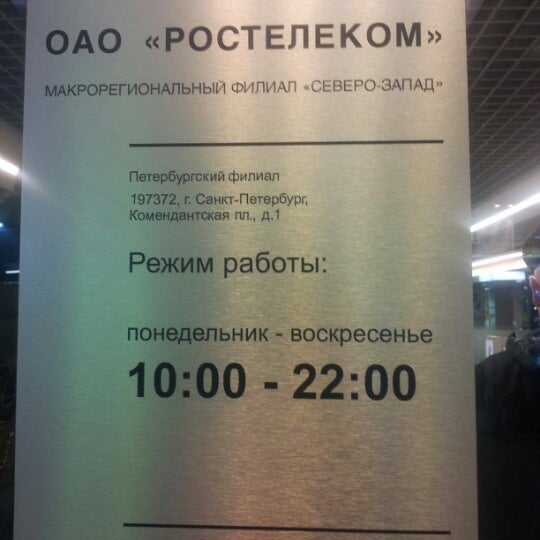 ОАО «РОСТЕЛЕКОМ»
МАКРОРЕГИОНАЛЬНЫЙ ФИЛИАЛ «СЕВЕРО-ЗАПАД»
Петербургский филиал
197372, г. Санкт-Петербург,
Комендантская пл., д.1
Режим работы:
понедельник - воскресенье
10:00 - 22:00